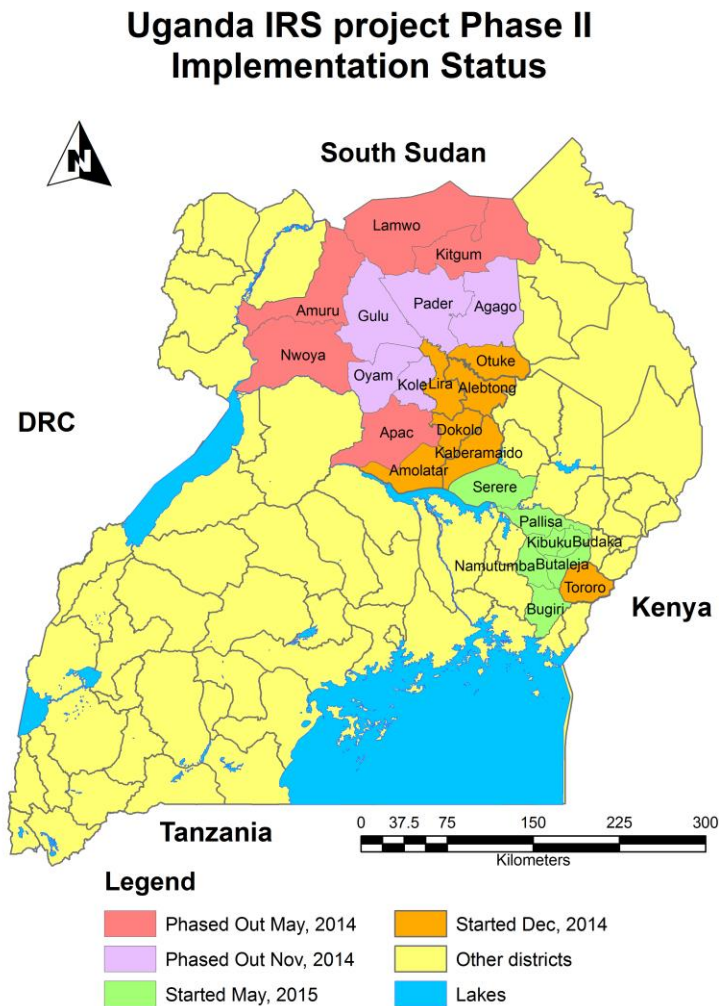 Uganda IRS project Phase II
Implementation Status
N
South Sudan
Lamwo
Kitgum
Amuru
Gulu
Pader
Agago
Nwoya
Otuke
Oyam
Kole
Lira
Alebtong
DRC
Apac
Dokolo
Kaberamaido
Amolatar
Serere
Pallisa
Kibuku
Budaka
Namutumba
Butaleja
Tororo
Bugiri
Kenya
Tanzania
0 37.5 75 150 225 300
Kilometers
Legend
Phased Out May, 2014
Phased Out Nov, 2014
Started May, 2015
Started Dec, 2014
Other districts
Lakes